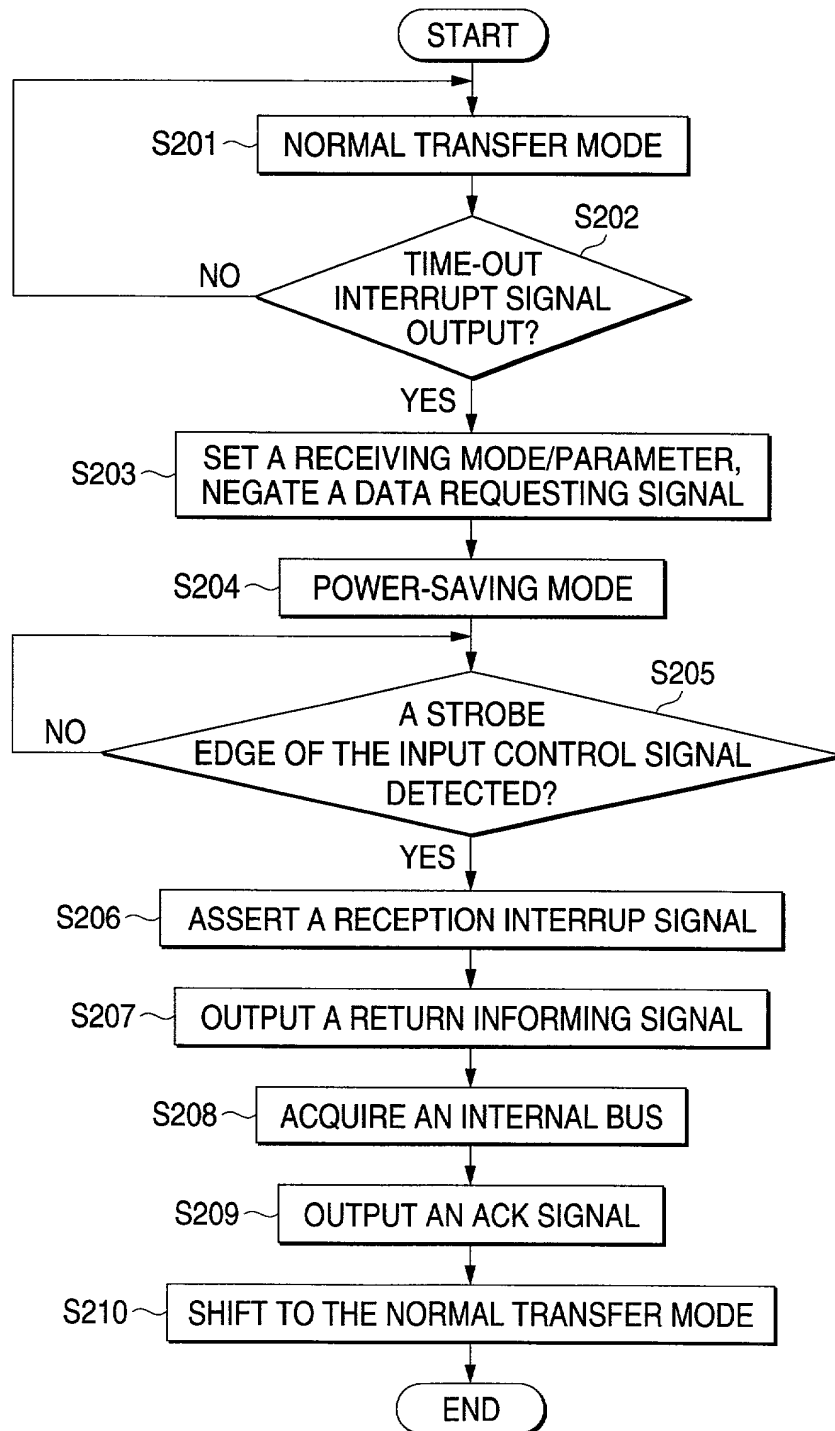 START
S201
NORMAL TRANSFER MODE
S202
TIME-OUT
INTERRUPT SIGNAL
OUTPUT?
NO
YES
S203
SET A RECEIVING MODE/PARAMETER,
NEGATE A DATA REQUESTING SIGNAL
S204
POWER-SAVING MODE
S205
A STROBE
EDGE OF THE INPUT CONTROL SIGNAL
DETECTED?
NO
YES
S206
ASSERT A RECEPTION INTERRUP SIGNAL
S207
OUTPUT A RETURN INFORMING SIGNAL
S208
ACQUIRE AN INTERNAL BUS
S209
OUTPUT AN ACK SIGNAL
S210
SHIFT TO THE NORMAL TRANSFER MODE
END